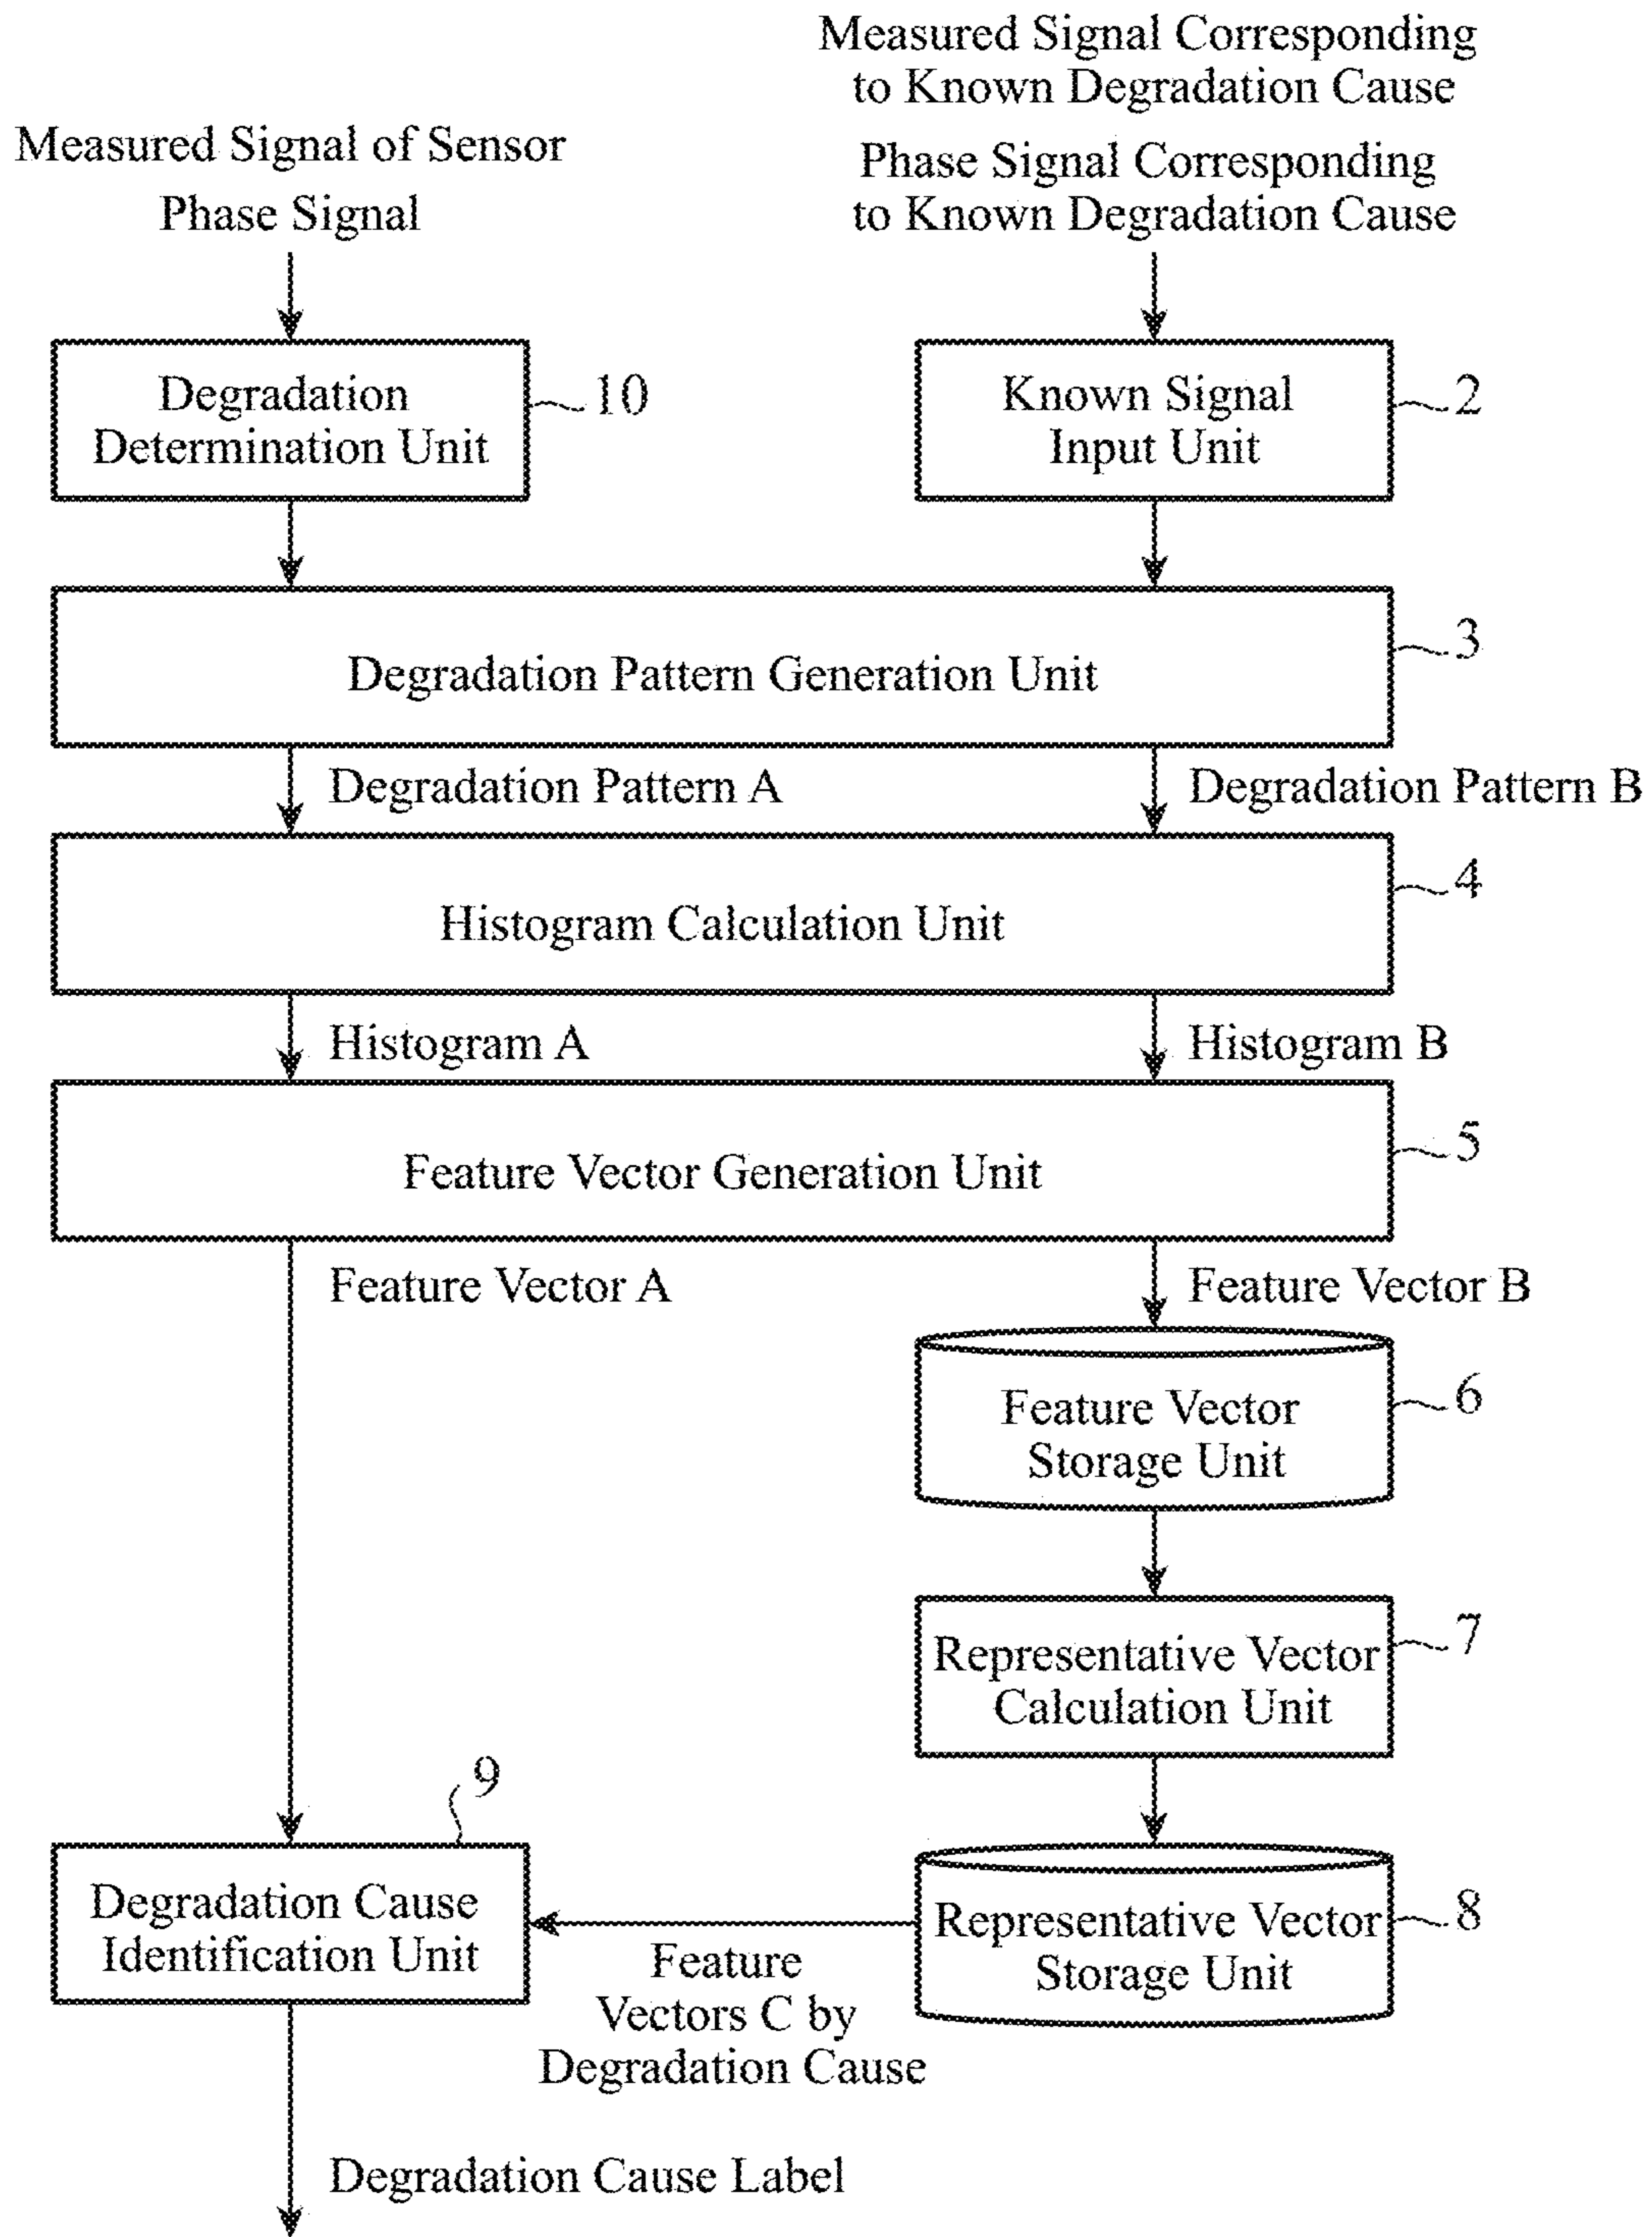 Measured Signal Corresponding
to Known Degradation Cause
Measured Signal of Sensor
Phase Signal Corresponding
Phase Signal
to Known Degradation Cause
Degradation
Determination Unit
10
Known Signal
Input Unit
2
Degradation Pattern Generation Unit
3
Degradation Pattern A
Degradation Pattern B
Histogram Calculation Unit
4
Histogram A
Histogram B
Feature Vector Generation Unit
5
Feature Vector A
Feature Vector B
Feature Vector
Storage Unit
6
Representative Vector
Calculation Unit
7
9
Degradation Cause
Identification Unit
Representative Vector
Storage Unit
8
Feature
Vectors C by
Degradation Cause
Degradation Cause Label